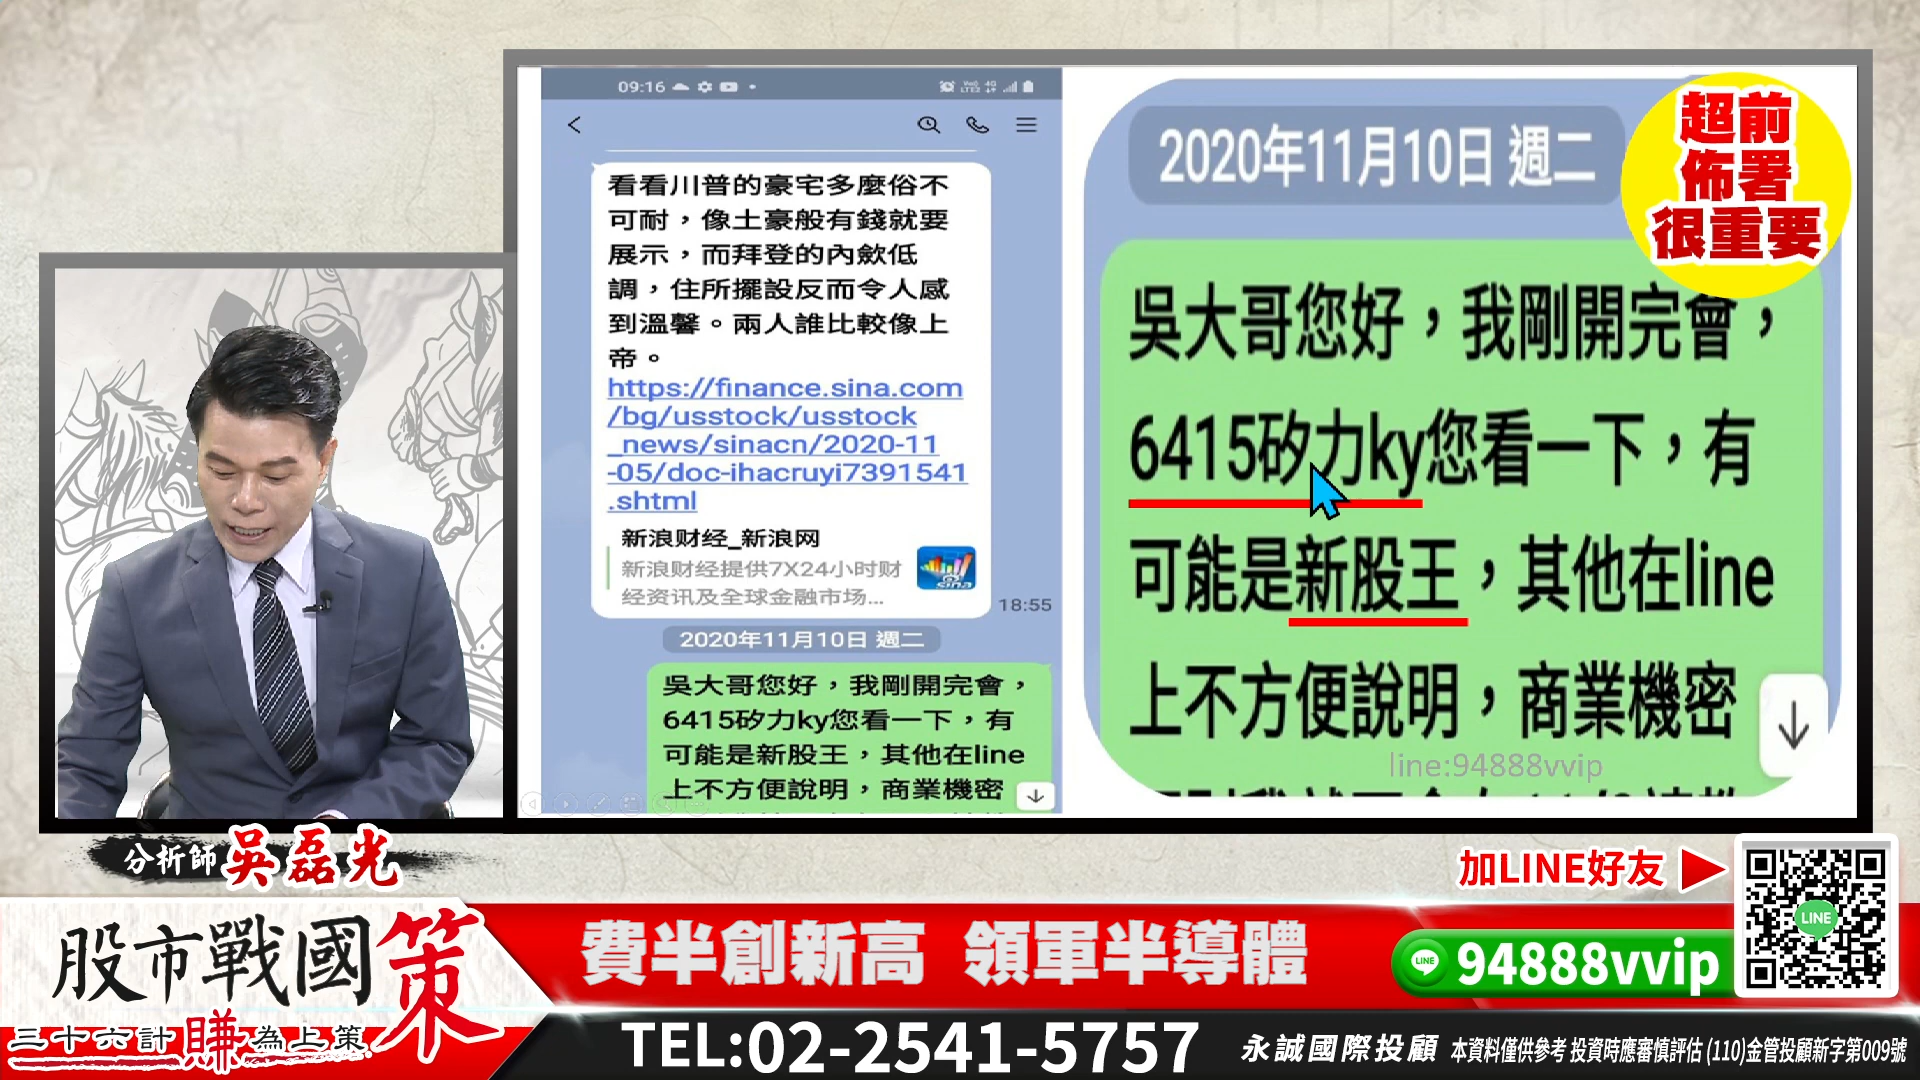 09:16
看看川普的豪宅多麼俗不
可耐，像土豪般有錢就要
展示，而拜登的內斂低
調，住所擺設反而令人感
到溫馨。兩人誰比較像上
帝。
https://finance.sina.com
/bg/usstock/usstock
_news/sinacn/2020-11
-05/doc-ihacruyi7391541
.shtml
新浪财经_新浪网
新浪财经提供7X24小时财
经资讯及全球金融市场...
sina
18:55
2020年11月10日 週二
吳大哥您好，我剛開完會，
6415矽力ky您看一下，有
可能是新股王，其他在line
上不方便說明，商業機密
2020年11月10日 週二
超前
佈署
很重要
吳大哥您好，我剛開完會，
6415矽力ky您看一下，有
可能是新股王，其他在line
上不方便說明，商業機密
line:94888vvip
分析師 吳磊光
加LINE好友
LINE
股市戰國策
三十六計賺為上策
費半創新高 領軍半導體
LINE 94888vvip
TEL:02-2541-5757
永誠國際投顧 本資料僅供參考 投資時應審慎評估 (110)金管投顧新字第009號